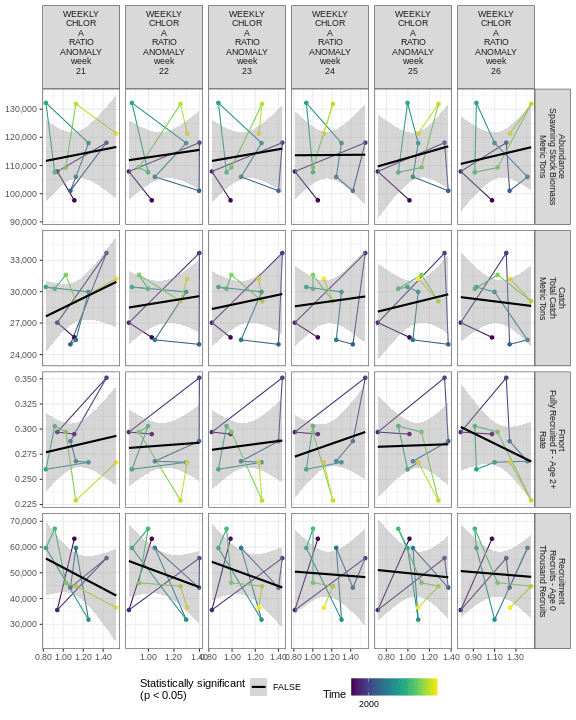 WEEKLY CHLOR A RATIO ANOMALY week 21
WEEKLY CHLOR A RATIO ANOMALY week 22
WEEKLY CHLOR A RATIO ANOMALY week 23
WEEKLY CHLOR A RATIO ANOMALY week 24
WEEKLY CHLOR A RATIO ANOMALY week 25
WEEKLY CHLOR A RATIO ANOMALY week 26
130,000
120,000
110,000
100,000
90,000
Abundance
Spawning Stock Biomass
Metric Tons
33,000
30,000
27,000
24,000
Catch
Total Catch
Metric Tons
0.350
0.300
0.275
0.250
0.225
Fmort
Fully Recruited F - Age 2+
Rate
70,000
60,000
50,000
40,000
30,000
Recruitment
Recruits - Age 0
Thousand Recruits
0.80 1.00 1.20 1.40
1.00 1.20
0.80 1.00 1.20 1.40
0.80 1.00 1.20 1.40
0.80 1.00 1.20 1.40
0.90 1.10 1.30
Statistically significant
(p < 0.05)
FALSE
Time
2000